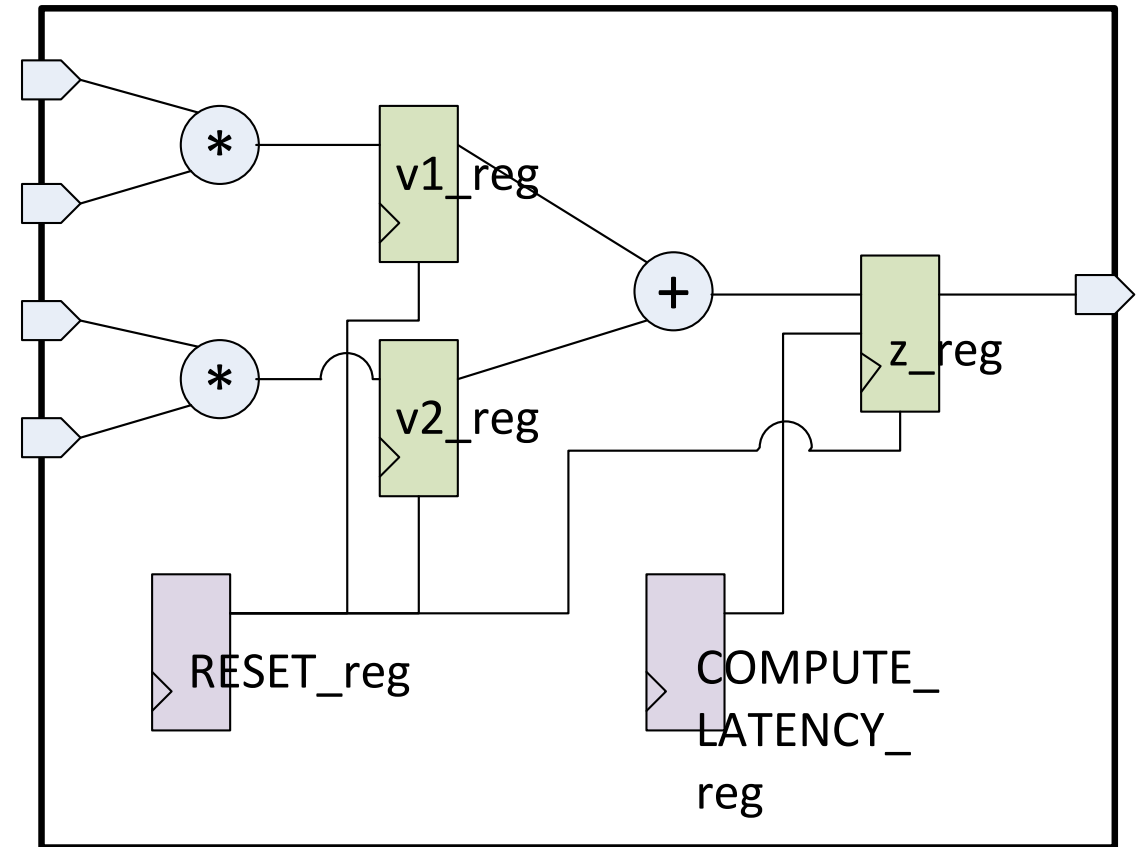 *
v1_reg
+
*
z_reg
v2_reg
RESET_reg
COMPUTE_
LATENCY_
reg